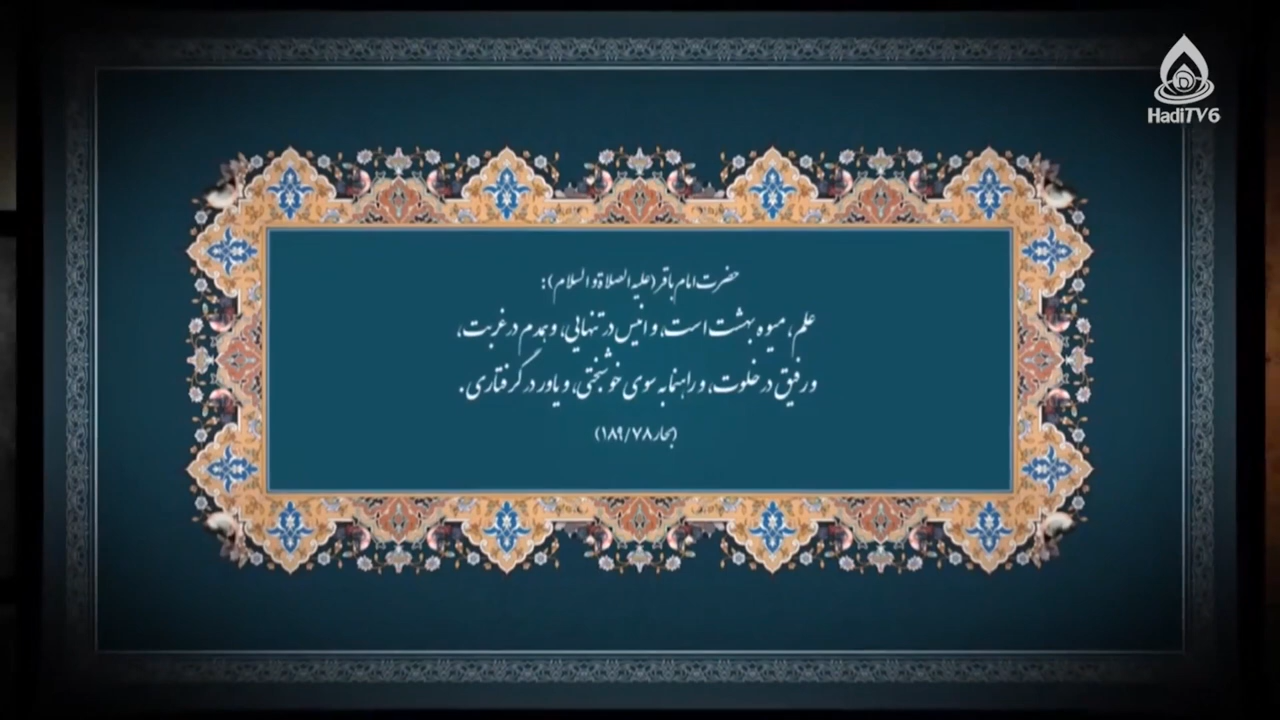 HadiTV6
حضرت امام باقر (علیه الصلاة و السلام):
علم، میوه بهشت است، و انیس در تنهایی، و همدم در غربت،
و رفیق در خلوت، و راهنما به سوی خوشبختی، و یاور در گرفتاری.
(بحار ۷۸/۱۸۹)